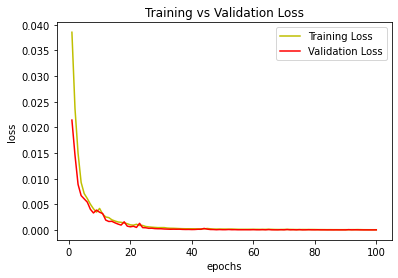 Training vs Validation Loss
Training Loss
Validation Loss
0.040
0.035
0.030
0.025
0.020
0.015
0.010
0.005
0.000
loss
0 20 40 60 80 100
epochs